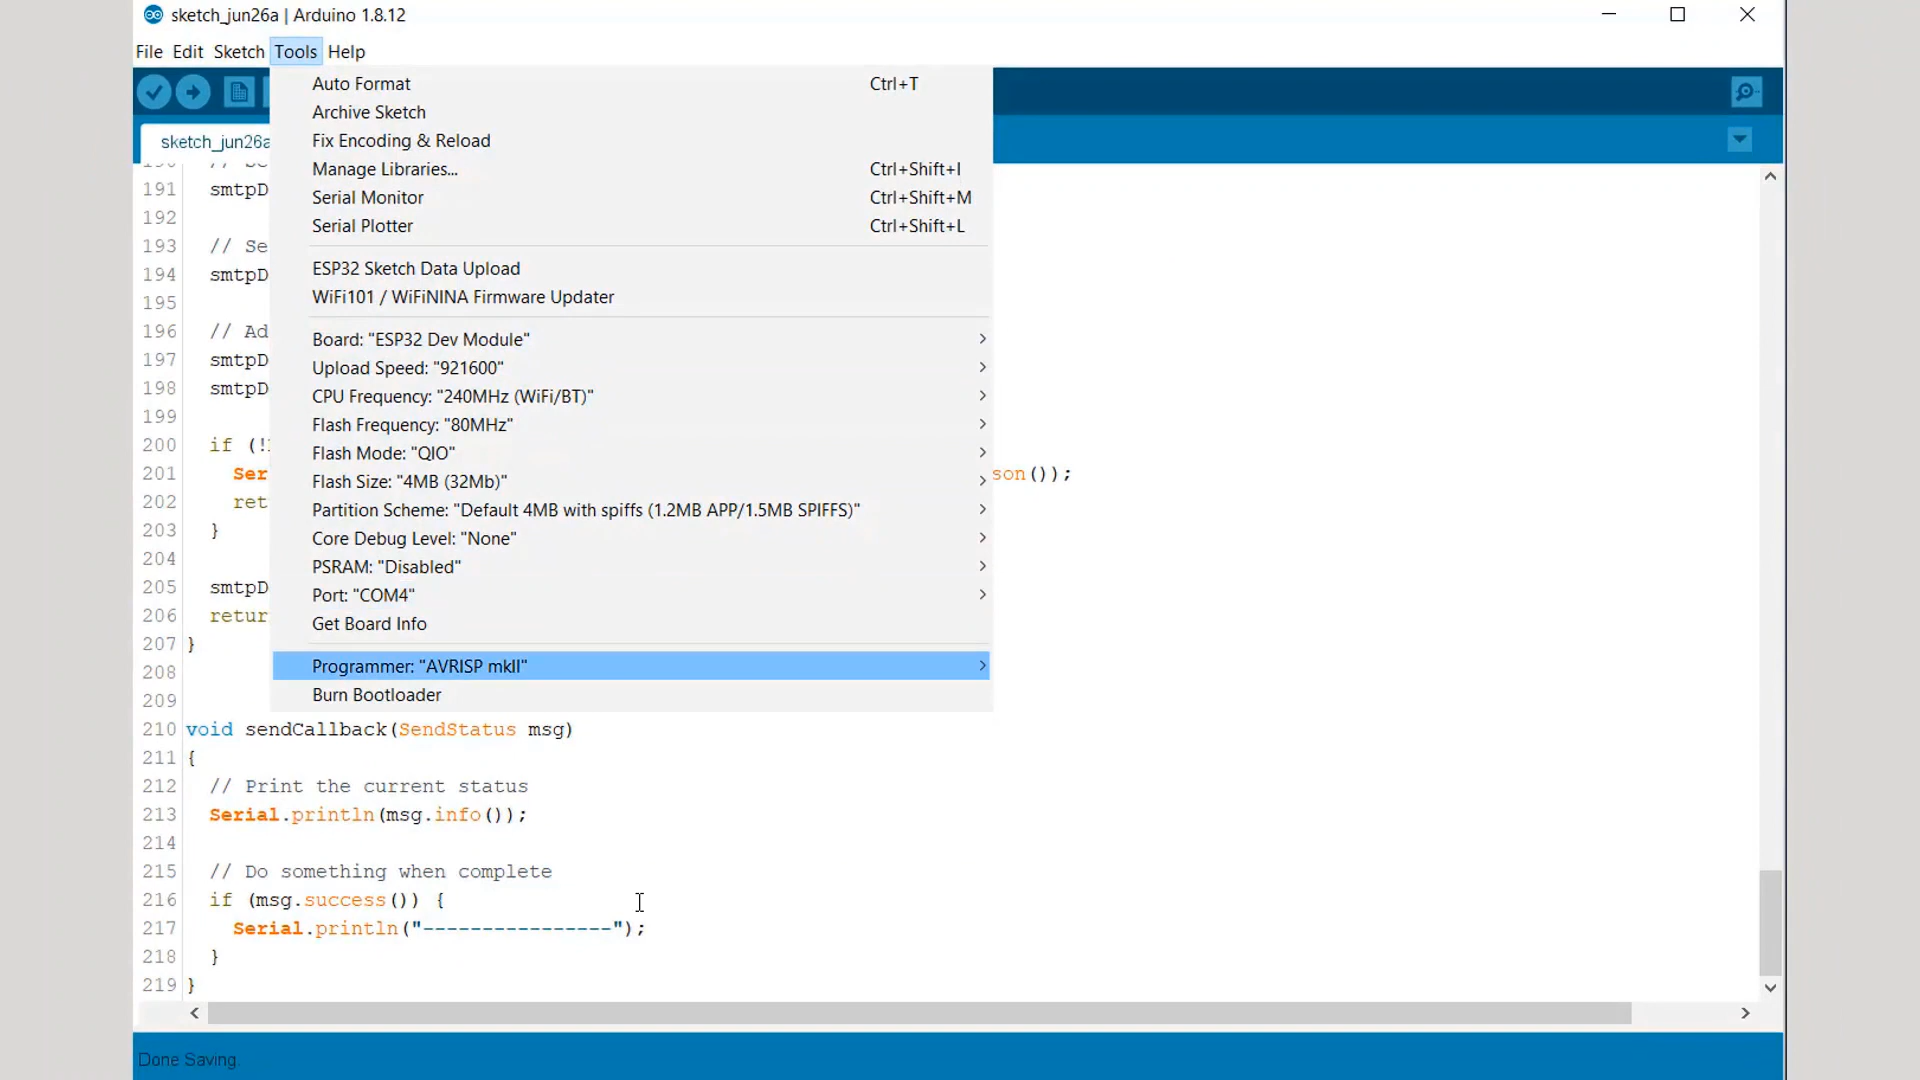 sketch_jun26a | Arduino 1.8.12
File Edit Sketch Tools Help
Auto Format Ctrl+T
Archive Sketch
Fix Encoding & Reload
Manage Libraries... Ctrl+Shift+I
Serial Monitor Ctrl+Shift+M
Serial Plotter Ctrl+Shift+L
ESP32 Sketch Data Upload
WiFi101 / WiFiNINA Firmware Updater
Board: "ESP32 Dev Module"
Upload Speed: "921600"
CPU Frequency: "240MHz (WiFi/BT)"
Flash Frequency: "80MHz"
Flash Mode: "QIO"
Flash Size: "4MB (32Mb)"
Partition Scheme: "Default 4MB with spiffs (1.2MB APP/1.5MB SPIFFS)"
Core Debug Level: "None"
PSRAM: "Disabled"
Port: "COM4"
Get Board Info
Programmer: "AVRISP mkII"
Burn Bootloader
sketch_jun26a
191 smtpD
192
193 // Se
194 smtpD
195
196 // Ad
197 smtpD
198 smtpD
199
200 if (!
201 Ser son());
202 ret
203 }
204
205 smtpD
206 retur
207 }
208
209
210 void sendCallback(SendStatus msg)
211 {
212 // Print the current status
213 Serial.println(msg.info());
214
215 // Do something when complete
216 if (msg.success()) {
217 Serial.println("----------------");
218 }
219 }
Done Saving.